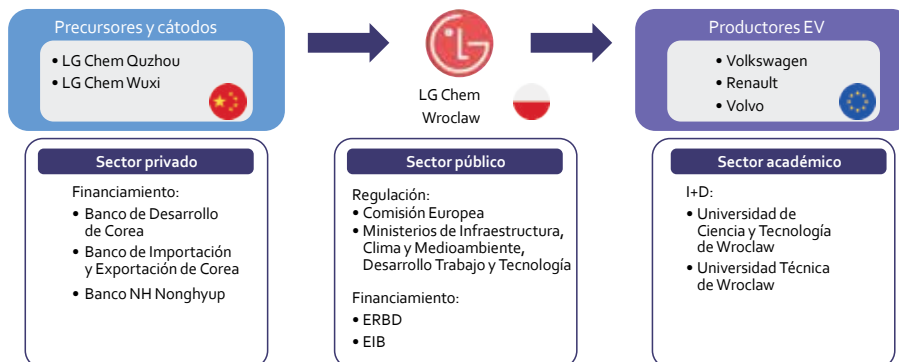 Precursores y cátodos
• LG Chem Quzhou
• LG Chem Wuxi
LG
LG Chem
Wroclaw
Productores EV
• Volkswagen
• Renault
• Volvo
Sector privado
Financiamiento:
• Banco de Desarrollo
de Corea
• Banco de Importación
y Exportación de Corea
• Banco NH Nonghyup
Sector público
Regulación:
• Comisión Europea
• Ministerios de Infraestructura,
Clima y Medioambiente,
Desarrollo Trabajo y Tecnología
Financiamiento:
• ERBD
• EIB
Sector académico
I+D:
• Universidad de
Ciencia y Tecnología
de Wroclaw
• Universidad Técnica
de Wroclaw